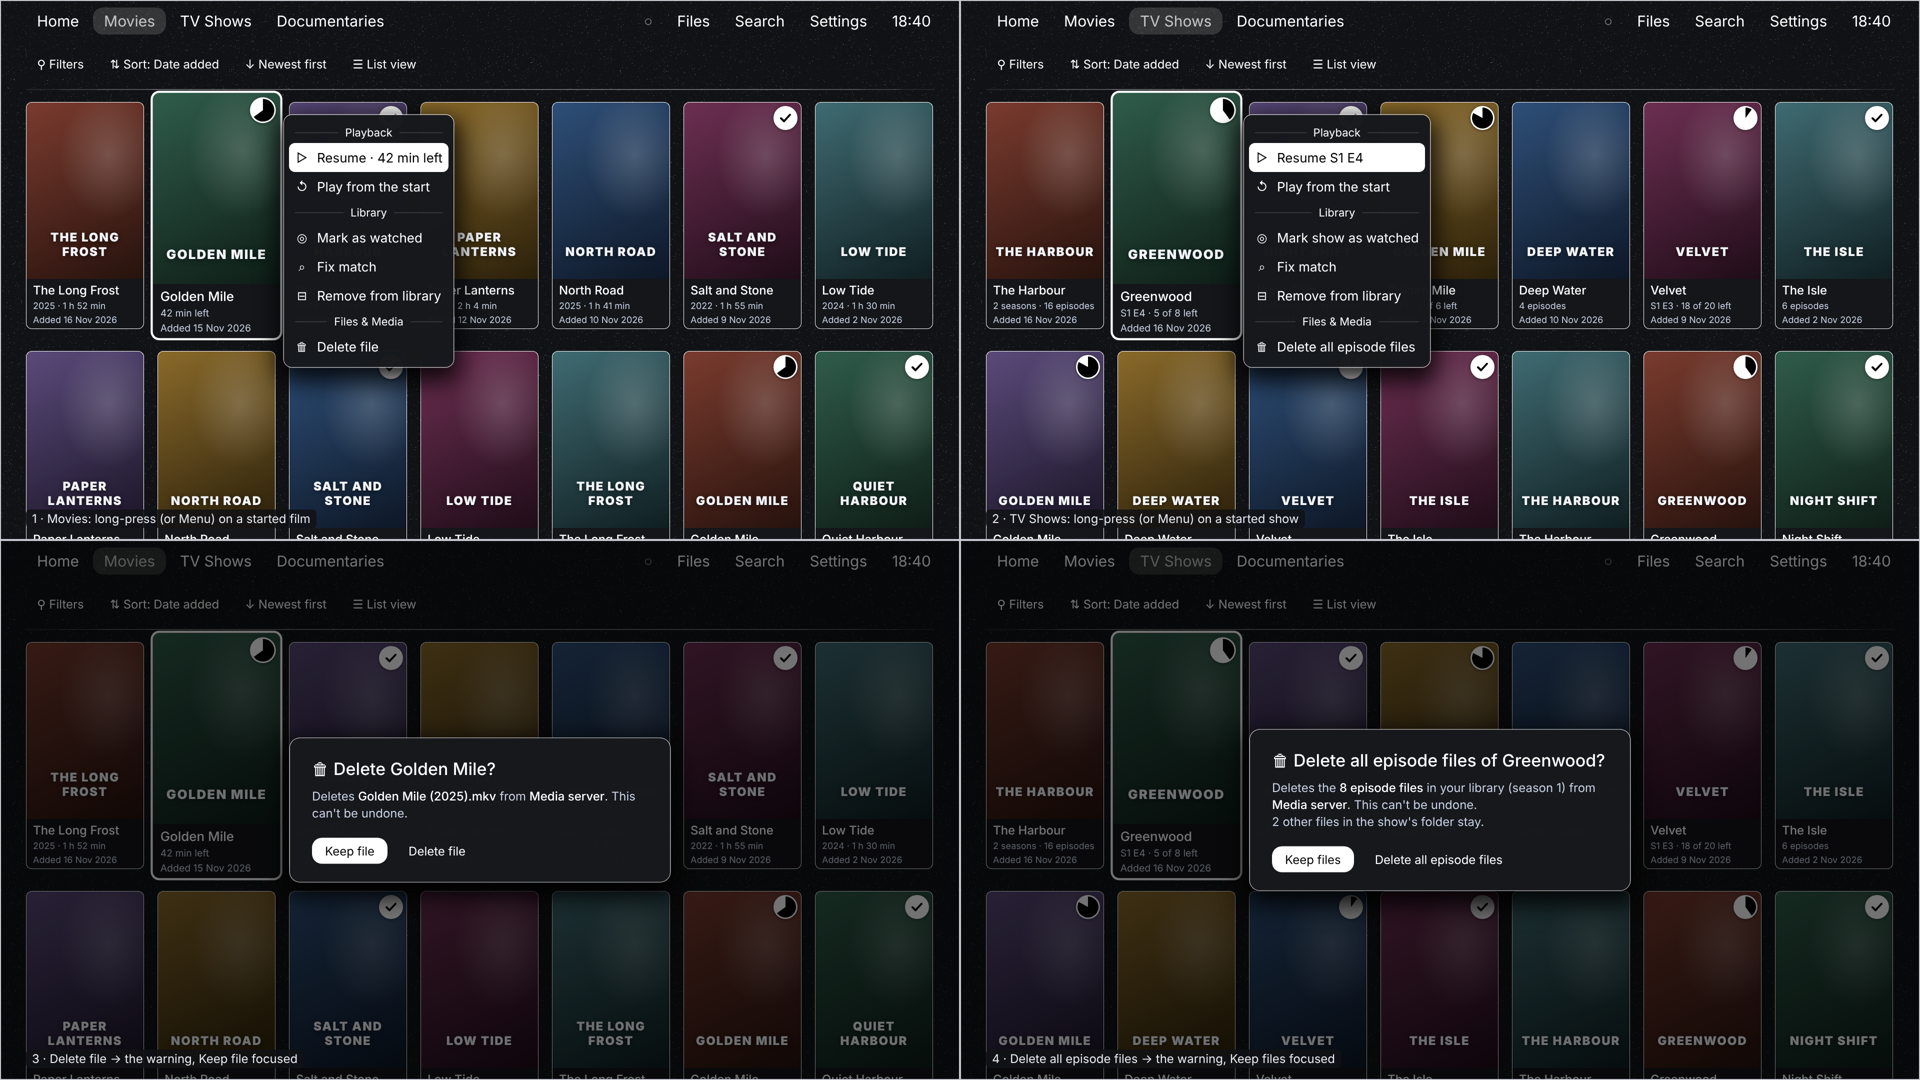 Home Movies TV Shows Documentaries Files Search Settings 18:40
Filters Sort: Date added Newest first List view
THE LONG FROST
The Long Frost
2025 · 1 h 52 min
Added 16 Nov 2026
GOLDEN MILE
Golden Mile
42 min left
Added 15 Nov 2026
Playback
Resume · 42 min left
Play from the start
Library
Mark as watched
Fix match
Remove from library
Files & Media
Delete file
PAPER
2 h 4 min
12 Nov 2026
NORTH ROAD
North Road
2025 · 1 h 41 min
Added 10 Nov 2026
SALT AND STONE
Salt and Stone
2022 · 1 h 55 min
Added 9 Nov 2026
LOW TIDE
Low Tide
2024 · 1 h 30 min
Added 2 Nov 2026
PAPER LANTERNS
NORTH ROAD
SALT AND STONE
LOW TIDE
THE LONG FROST
GOLDEN MILE
QUIET HARBOUR
1 · Movies: long-press (or Menu) on a started film
Home Movies TV Shows Documentaries Files Search Settings 18:40
Filters Sort: Date added Newest first List view
THE HARBOUR
The Harbour
2 seasons · 16 episodes
Added 16 Nov 2026
GREENWOOD
Greenwood
S1 E4 · 5 of 8 left
Added 16 Nov 2026
Playback
Resume S1 E4
Play from the start
Library
Mark show as watched
Fix match
Remove from library
Files & Media
Delete all episode files
MILE
Mile
6 left
Nov 2026
DEEP WATER
Deep Water
4 episodes
Added 10 Nov 2026
VELVET
Velvet
S1 E3 · 18 of 20 left
Added 9 Nov 2026
THE ISLE
The Isle
6 episodes
Added 2 Nov 2026
GOLDEN MILE
DEEP WATER
VELVET
THE ISLE
THE HARBOUR
GREENWOOD
NIGHT SHIFT
2 · TV Shows: long-press (or Menu) on a started show
Home Movies TV Shows Documentaries Files Search Settings 18:40
Filters Sort: Date added Newest first List view
THE LONG FROST
The Long Frost
2025 · 1 h 52 min
Added 16 Nov 2026
GOLDEN MILE
Golden Mile
42 min left
Added 15 Nov 2026
Delete Golden Mile?
Deletes Golden Mile (2025).mkv from Media server. This
can't be undone.
Keep file Delete file
SALT AND STONE
Salt and Stone
2022 · 1 h 55 min
Added 9 Nov 2026
LOW TIDE
Low Tide
2024 · 1 h 30 min
Added 2 Nov 2026
PAPER LANTERNS
NORTH ROAD
SALT AND STONE
LOW TIDE
THE LONG FROST
GOLDEN MILE
QUIET HARBOUR
3 · Delete file → the warning, Keep file focused
Home Movies TV Shows Documentaries Files Search Settings 18:40
Filters Sort: Date added Newest first List view
THE HARBOUR
The Harbour
2 seasons · 16 episodes
Added 16 Nov 2026
GREENWOOD
Greenwood
S1 E4 · 5 of 8 left
Added 16 Nov 2026
Delete all episode files of Greenwood?
Deletes the 8 episode files in your library (season 1) from
Media server. This can't be undone.
2 other files in the show's folder stay.
Keep files Delete all episode files
VELVET
Velvet
S1 E3 · 18 of 20 left
Added 9 Nov 2026
THE ISLE
The Isle
6 episodes
Added 2 Nov 2026
GOLDEN MILE
DEEP WATER
VELVET
THE ISLE
THE HARBOUR
GREENWOOD
NIGHT SHIFT
4 · Delete all episode files → the warning, Keep files focused